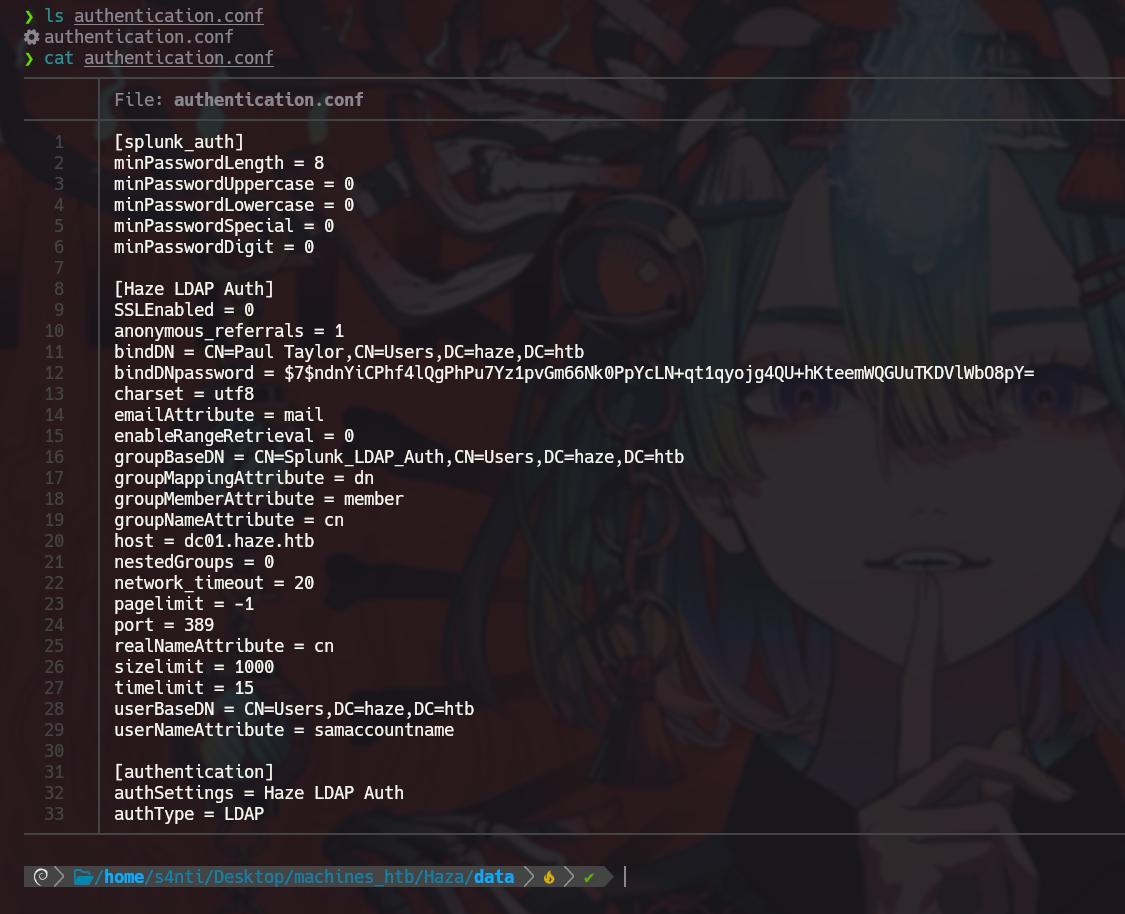 ❯ ls authentication.conf
authentication.conf
❯ cat authentication.conf
File: authentication.conf
1 [splunk_auth]
2 minPasswordLength = 8
3 minPasswordUppercase = 0
4 minPasswordLowercase = 0
5 minPasswordSpecial = 0
6 minPasswordDigit = 0
7
8 [Haze LDAP Auth]
9 SSLEnabled = 0
10 anonymous_referrals = 1
11 bindDN = CN=Paul Taylor,CN=Users,DC=haze,DC=htb
12 bindDNpassword = $7$ndnYiCPhf4lQgPhPu7Yz1pvGm66Nk0PpYcLN+qt1qyojg4QU+hKteemWQGUuTKDVlWbO8pY=
13 charset = utf8
14 emailAttribute = mail
15 enableRangeRetrieval = 0
16 groupBaseDN = CN=Splunk_LDAP_Auth,CN=Users,DC=haze,DC=htb
17 groupMappingAttribute = dn
18 groupMemberAttribute = member
19 groupNameAttribute = cn
20 host = dc01.haze.htb
21 nestedGroups = 0
22 network_timeout = 20
23 pagelimit = -1
24 port = 389
25 realNameAttribute = cn
26 sizelimit = 1000
27 timelimit = 15
28 userBaseDN = CN=Users,DC=haze,DC=htb
29 userNameAttribute = samaccountname
30
31 [authentication]
32 authSettings = Haze LDAP Auth
33 authType = LDAP
/home/s4nti/Desktop/machines_htb/Haza/data